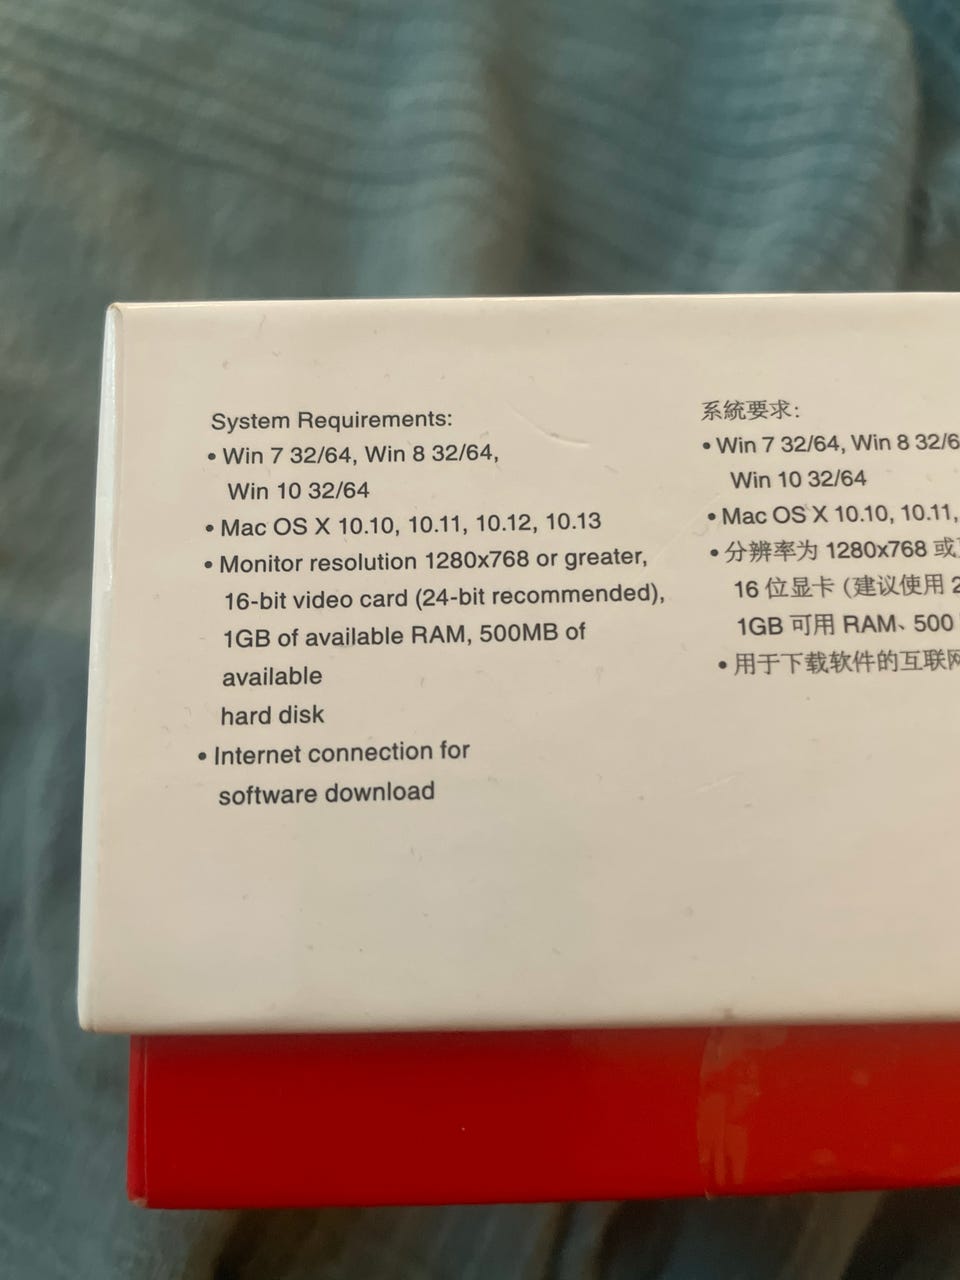 System Requirements:
• Win 7 32/64, Win 8 32/64,
Win 10 32/64
• Mac OS X 10.10, 10.11, 10.12, 10.13
• Monitor resolution 1280x768 or greater,
16-bit video card (24-bit recommended),
1GB of available RAM, 500MB of
available
hard disk
• Internet connection for
software download
系統要求:
• Win 7 32/64, Win 8 32/6
Win 10 32/64
• Mac OS X 10.10, 10.11,
• 分辨率为 1280x768 或
16 位显卡 (建议使用 2
1GB 可用 RAM、500
• 用于下载软件的互联网